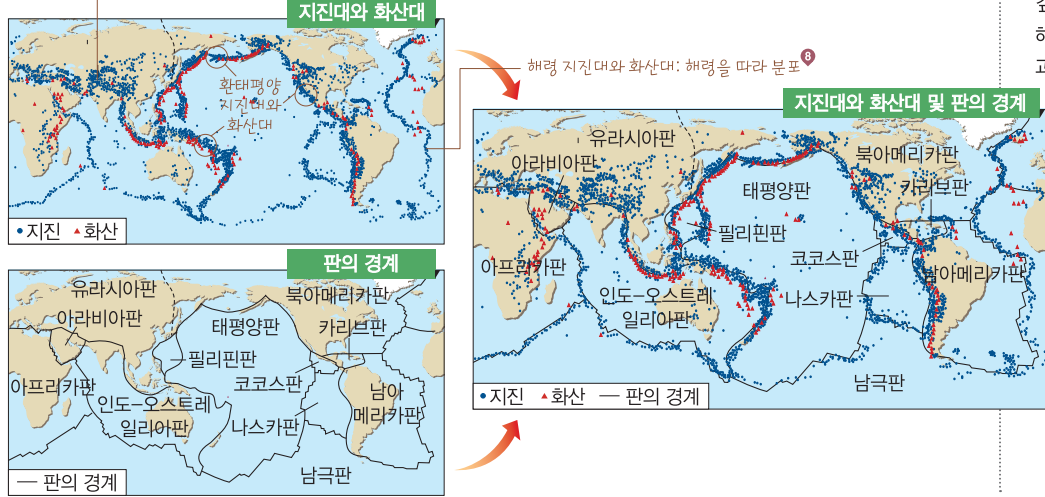 지진대와 화산대
환태평양
지진대와
화산대
•지진 ▲화산
해령 지진대와 화산대: 해령을 따라 분포 8
판의 경계
유라시아판
북아메리카판
아라비아판
태평양판
카리브판
필리핀판
코코스판
아프리카판
인도-오스트레
일리아판
나스카판
남아
메리카판
남극판
— 판의 경계
지진대와 화산대 및 판의 경계
유라시아판
아라비아판
북아메리카판
카리브판
태평양판
필리핀판
코코스판
아프리카판
남아메리카판
인도-오스트레
일리아판
나스카판
남극판
•지진 ▲화산 — 판의 경계